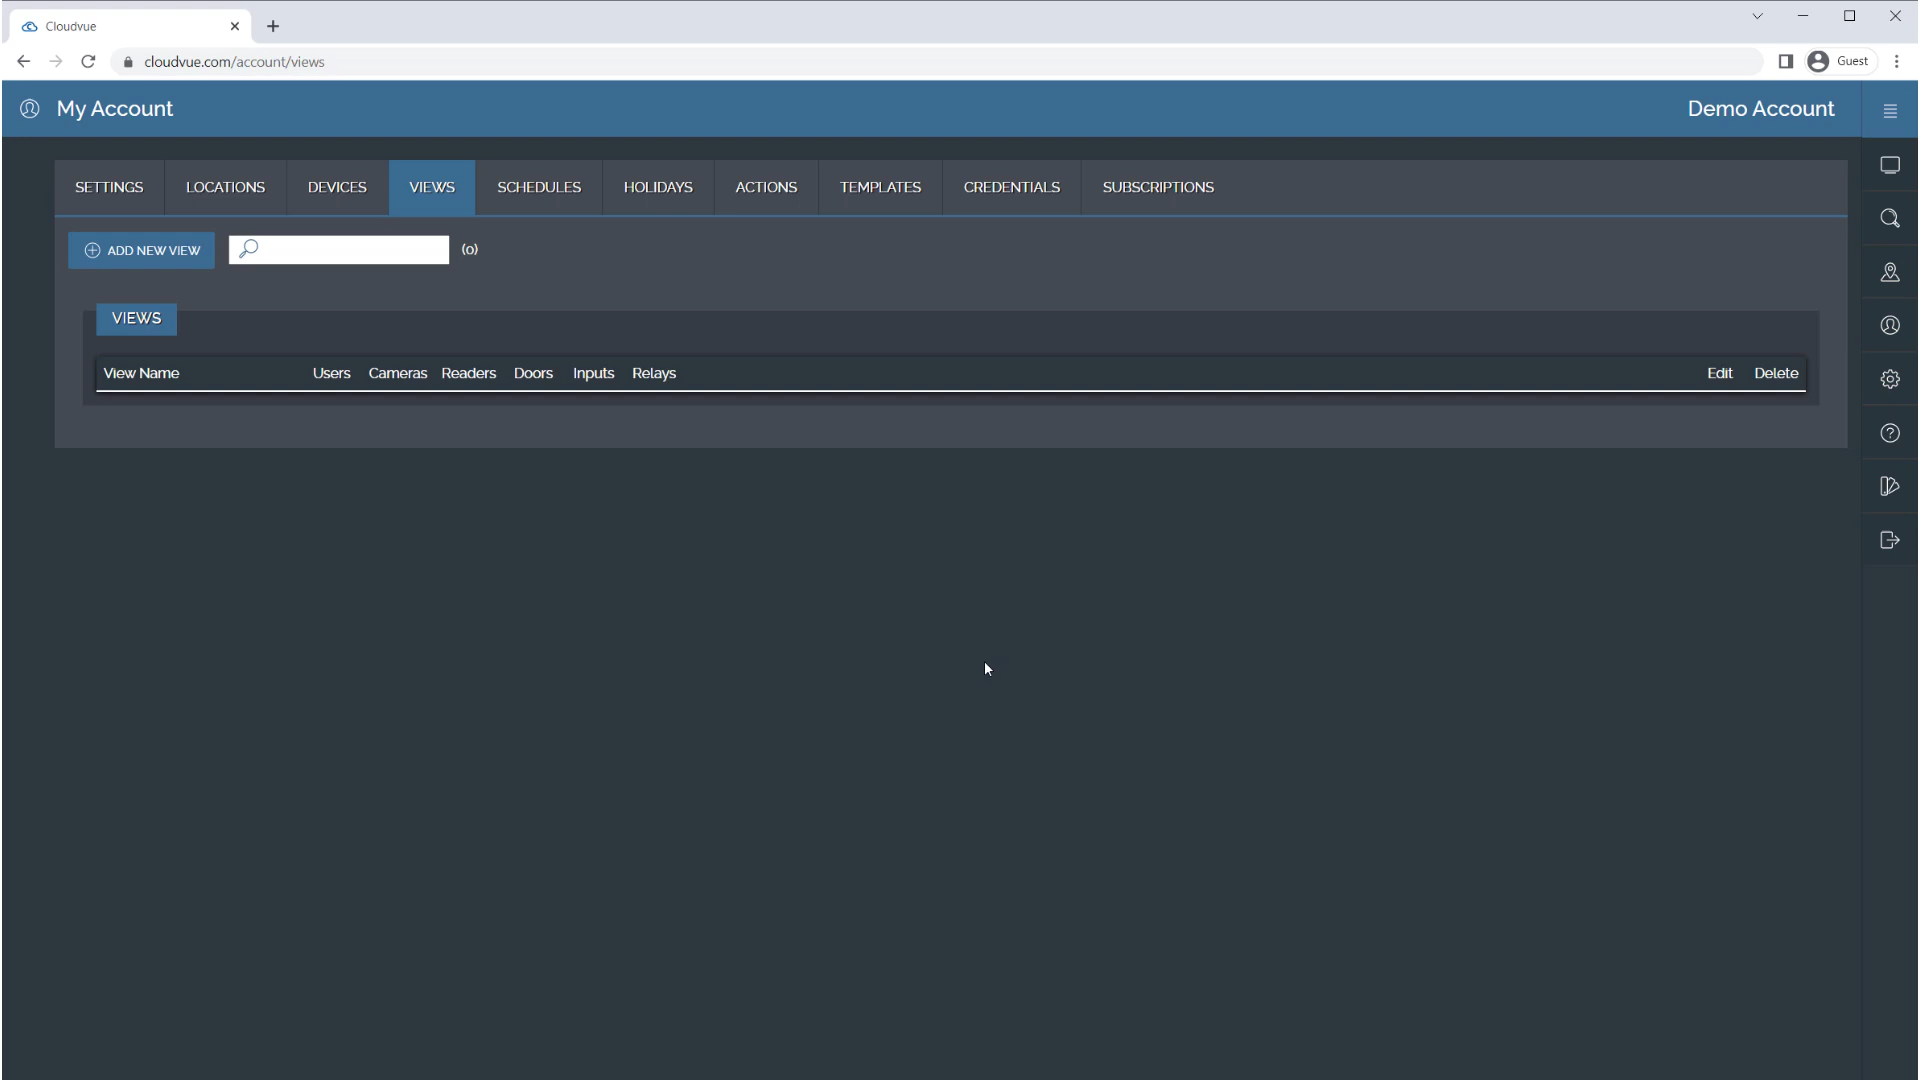 Cloudvue
cloudvue.com/account/views
Guest
My Account
Demo Account
SETTINGS LOCATIONS DEVICES VIEWS SCHEDULES HOLIDAYS ACTIONS TEMPLATES CREDENTIALS SUBSCRIPTIONS
ADD NEW VIEW (0)
VIEWS
View Name Users Cameras Readers Doors Inputs Relays Edit Delete